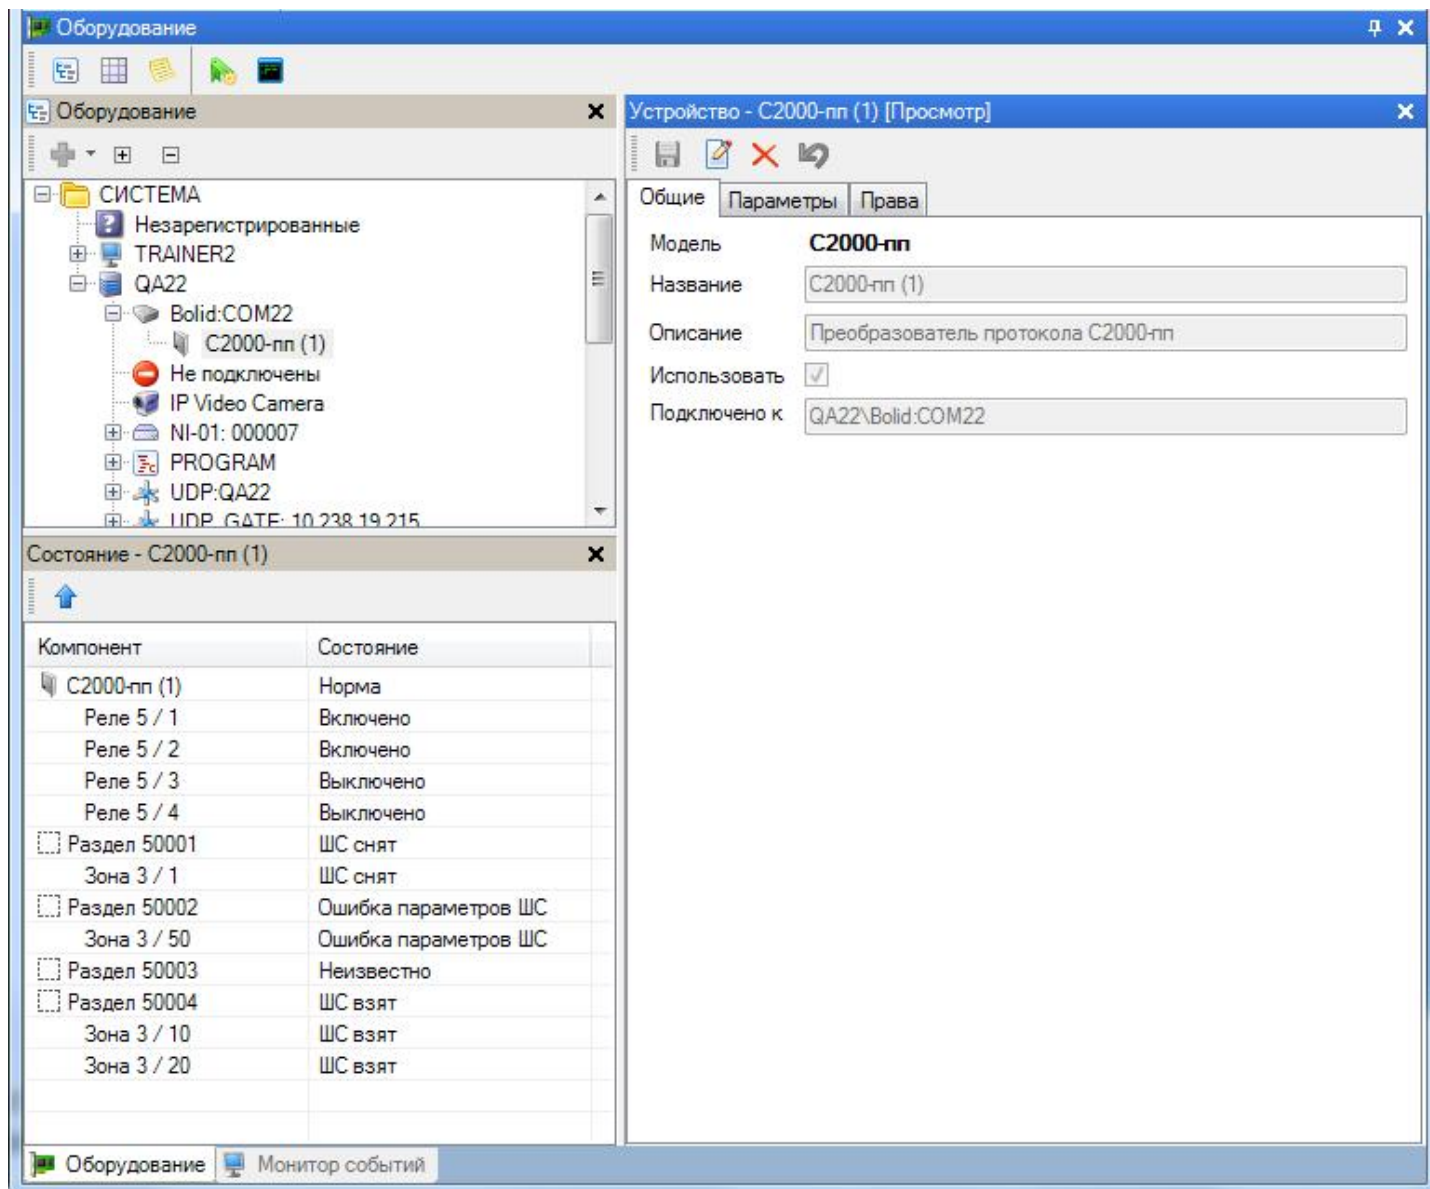 Оборудование
Оборудование
СИСТЕМА
Незарегистрированные
TRAINER2
QA22
Bolid:COM22
С2000-пп (1)
Не подключены
IP Video Camera
NI-01: 000007
PROGRAM
UDP:QA22
UDP_GATE: 10.238.19.215
Состояние - С2000-пп (1)
Компонент Состояние
С2000-пп (1) Норма
Реле 5 / 1 Включено
Реле 5 / 2 Включено
Реле 5 / 3 Выключено
Реле 5 / 4 Выключено
Раздел 50001 ШС снят
Зона 3 / 1 ШС снят
Раздел 50002 Ошибка параметров ШС
Зона 3 / 50 Ошибка параметров ШС
Раздел 50003 Неизвестно
Раздел 50004 ШС взят
Зона 3 / 10 ШС взят
Зона 3 / 20 ШС взят
Устройство - С2000-пп (1) [Просмотр]
Общие Параметры Права
Модель С2000-пп
Название С2000-пп (1)
Описание Преобразователь протокола С2000-пп
Использовать
Подключено к QA22\Bolid:COM22
Оборудование Монитор событий